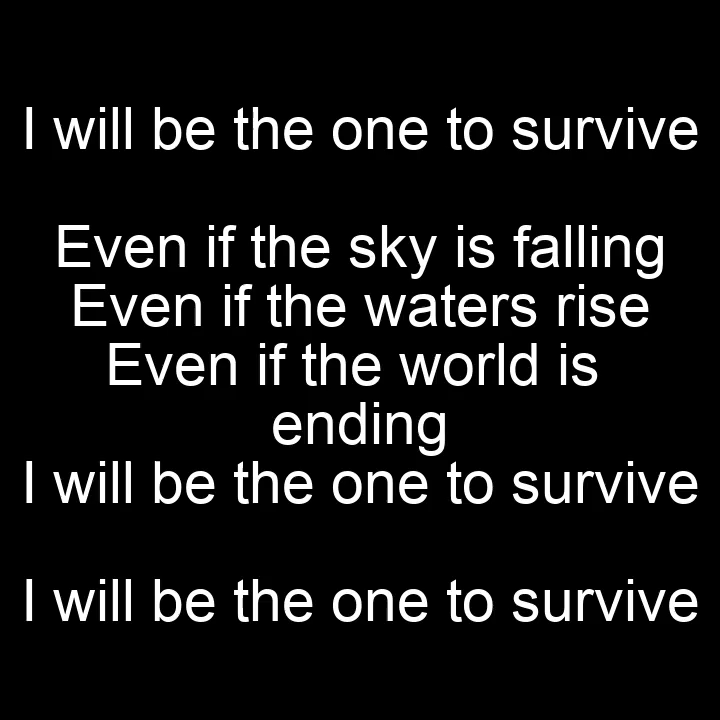 I will be the one to survive
Even if the sky is falling
Even if the waters rise
Even if the world is
ending
I will be the one to survive
I will be the one to survive